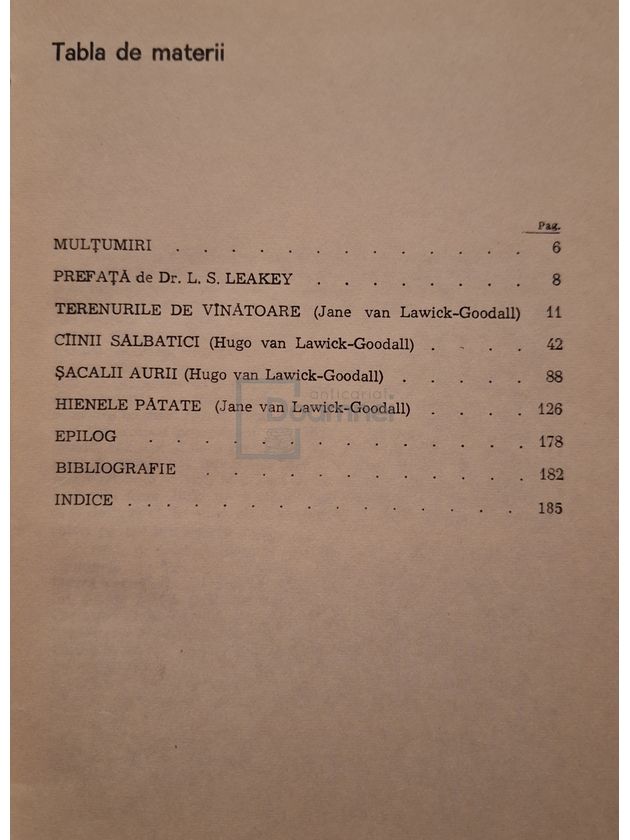 Tabla de materii
Pag.
MULȚUMIRI . . . . . . . . . . . . . 6
PREFAȚĂ de Dr. L. S. LEAKEY . . . . . . . . 8
TERENURILE DE VÎNĂTOARE (Jane van Lawick-Goodall) 11
CÎINII SĂLBATICI (Hugo van Lawick-Goodall) . . . . 42
ȘACALII AURII (Hugo van Lawick-Goodall) . . . . . 88
HIENELE PĂTATE (Jane van Lawick-Goodall) . . . . 126
anticariat
Doamnei
EPILOG . . . . . . . . . . . . . . 178
BIBLIOGRAFIE . . . . . . . . . . . . 182
INDICE . . . . . . . . . . . . . . . 185